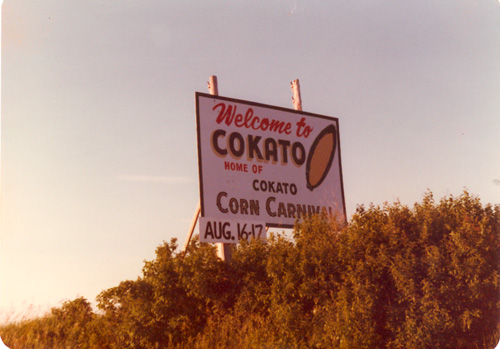 Welcome to
COKATO
HOME OF
COKATO
CORN CARNIVAL
AUG. 16-17